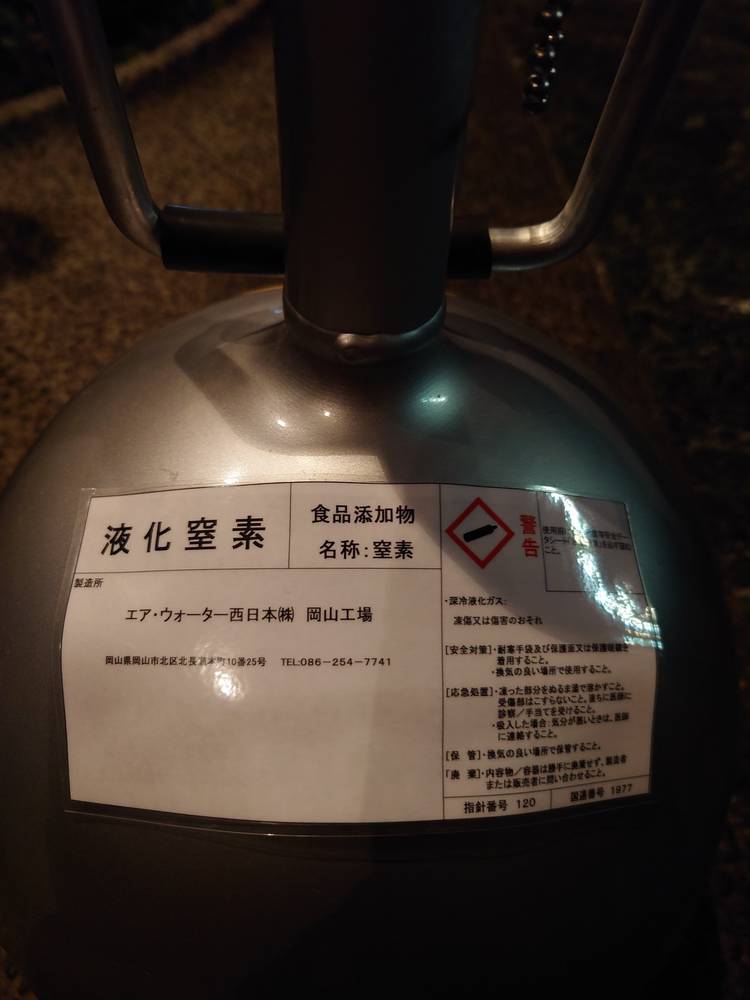 液化窒素
食品添加物
名称:窒素
製造所
エア・ウォーター西日本㈱ 岡山工場
岡山県岡山市北区北長瀬本町10番25号 TEL:086-254-7741
警告
使用前に
こと。
・深冷液化ガス:
凍傷又は傷害のおそれ
[安全対策]・耐寒手袋及び保護面又は保護眼鏡を
着用すること。
・換気の良い場所で使用すること。
[応急処置]・凍った部分をぬるま湯で溶かすこと。
受傷部はこすらないこと。直ちに医師に
診察/手当てを受けること。
・吸入した場合:気分が悪いときは、医師
に連絡すること。
[保 管]・換気の良い場所で保管すること。
「廃 棄]・内容物/容器は勝手に廃棄せず、製造者
または販売者に問い合わせること。
指針番号 120
国連番号 1977